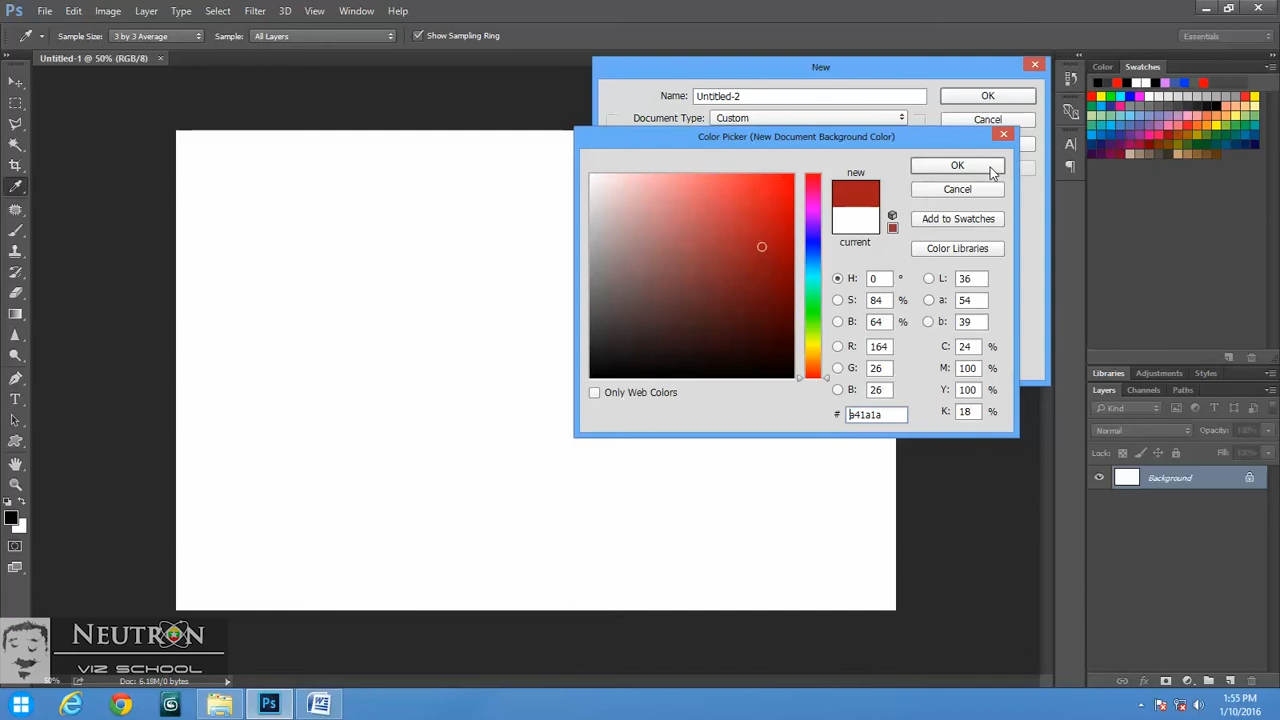 Ps File Edit Image Layer Type Select Filter 3D View Window Help
Sample Size: 3 by 3 Average Sample: All Layers Show Sampling Ring Essentials
Untitled-1 @ 50% (RGB/8) ×
New
Name: Untitled-2 OK
Document Type: Custom Cancel
Color Swatches
Color Picker (New Document Background Color)
new
current
OK
Cancel
Add to Swatches
Color Libraries
H: 0 ° L: 36
S: 84 % a: 54
B: 64 % b: 39
R: 164 C: 24 %
G: 26 M: 100 %
B: 26 Y: 100 %
# a41a1a K: 18 %
Only Web Colors
Libraries Adjustments Styles
Layers Channels Paths
Kind
Normal Opacity: 100%
Lock: Fill: 100%
Background
NEUTRON
VIZ SCHOOL
50% Doc: 6.18M/0 bytes
Ps
1:55 PM
1/10/2016